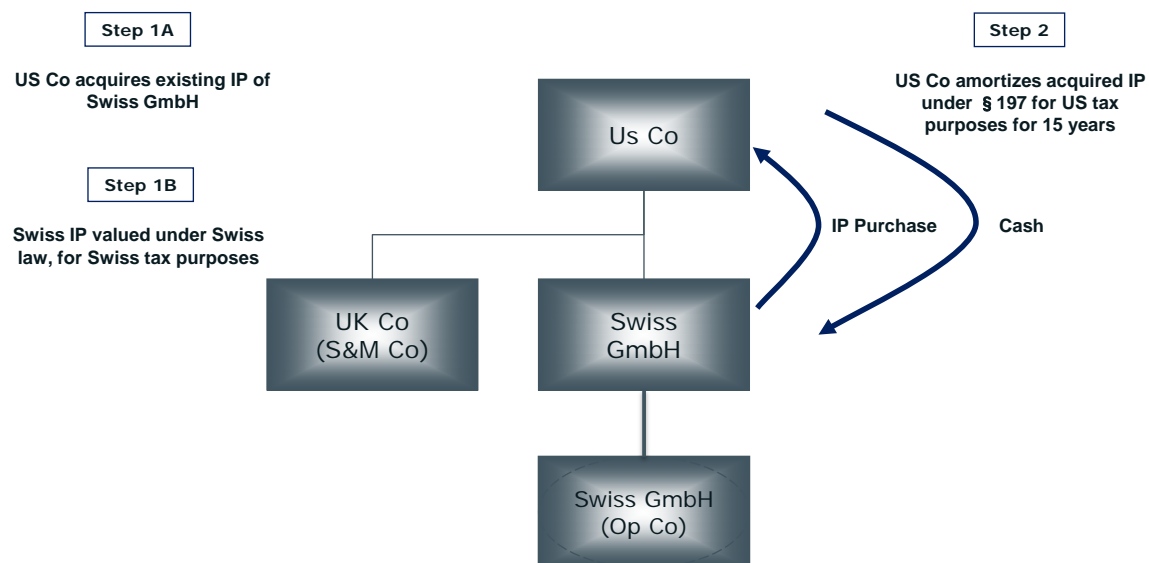 Step 1A
US Co acquires existing IP of
Swiss GmbH
Step 1B
Swiss IP valued under Swiss
law, for Swiss tax purposes
Step 2
US Co amortizes acquired IP
under § 197 for US tax
purposes for 15 years
Us Co
IP Purchase
Cash
UK Co
(S&M Co)
Swiss
GmbH
Swiss GmbH
(Op Co)